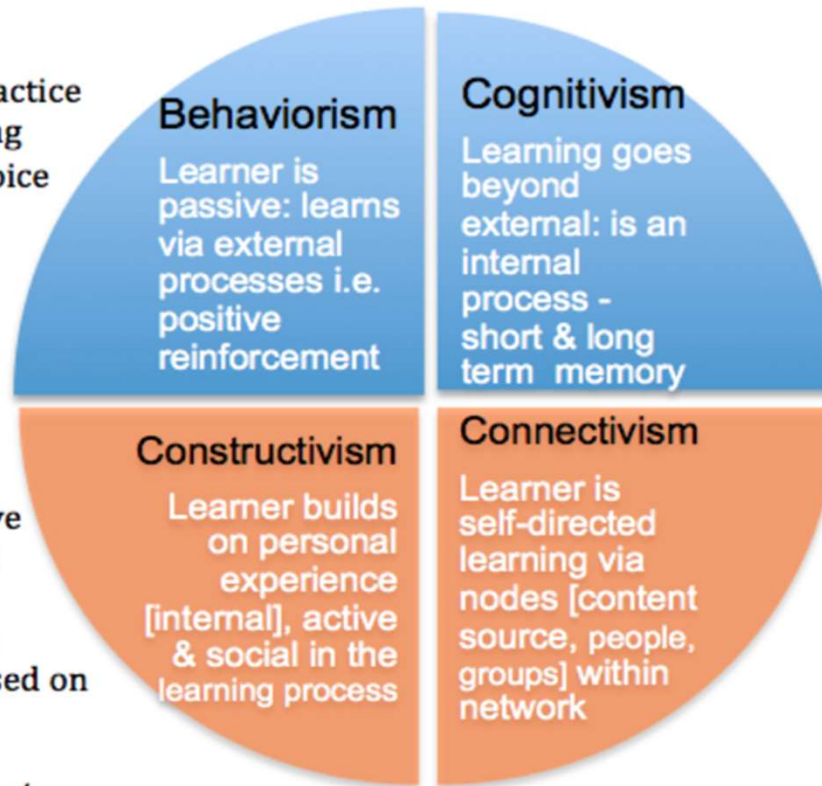 Behaviorism
Learner is
passive: learns
via external
processes i.e.
positive
reinforcement
Cognitivism
Learning goes
beyond
external: is an
internal
process -
short & long
term memory
Constructivism
Learner builds
on personal
experience
[internal], active
& social in the
learning process
Connectivism
Learner is
self-directed
learning via
nodes [content
source, people,
groups] within
network
sed on